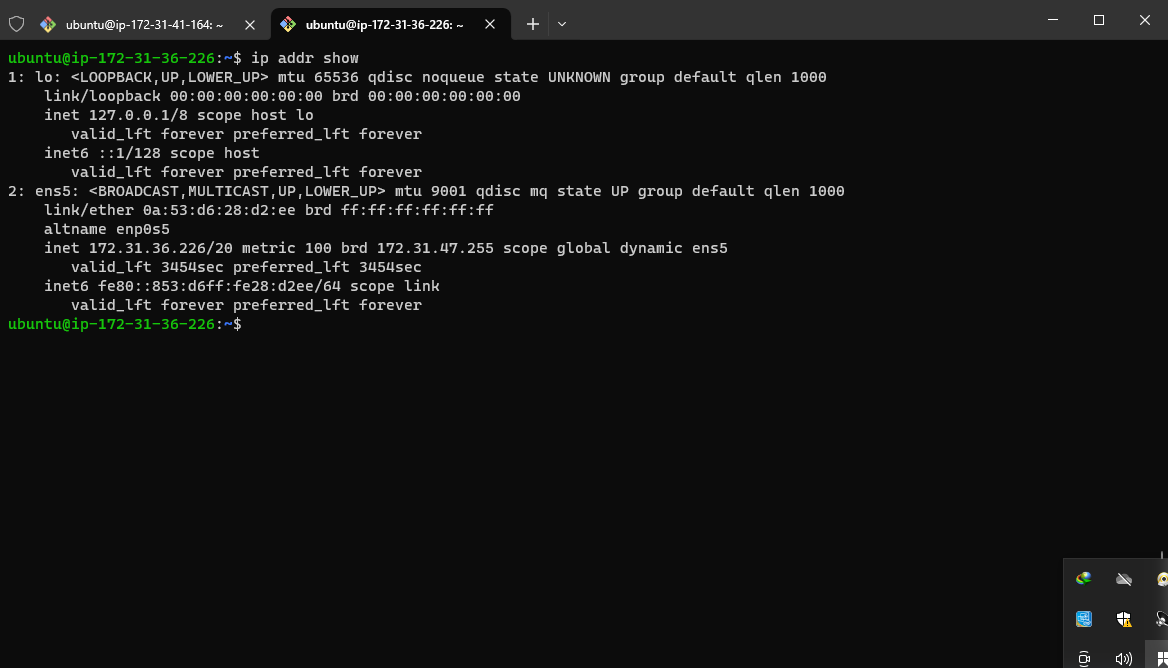 ubuntu@ip-172-31-41-164: ~
ubuntu@ip-172-31-36-226: ~
ubuntu@ip-172-31-36-226:~$ ip addr show
1: lo: <LOOPBACK,UP,LOWER_UP> mtu 65536 qdisc noqueue state UNKNOWN group default qlen 1000
    link/loopback 00:00:00:00:00:00 brd 00:00:00:00:00:00
    inet 127.0.0.1/8 scope host lo
       valid_lft forever preferred_lft forever
    inet6 ::1/128 scope host
       valid_lft forever preferred_lft forever
2: ens5: <BROADCAST,MULTICAST,UP,LOWER_UP> mtu 9001 qdisc mq state UP group default qlen 1000
    link/ether 0a:53:d6:28:d2:ee brd ff:ff:ff:ff:ff:ff
    altname enp0s5
    inet 172.31.36.226/20 metric 100 brd 172.31.47.255 scope global dynamic ens5
       valid_lft 3454sec preferred_lft 3454sec
    inet6 fe80::853:d6ff:fe28:d2ee/64 scope link
       valid_lft forever preferred_lft forever
ubuntu@ip-172-31-36-226:~$